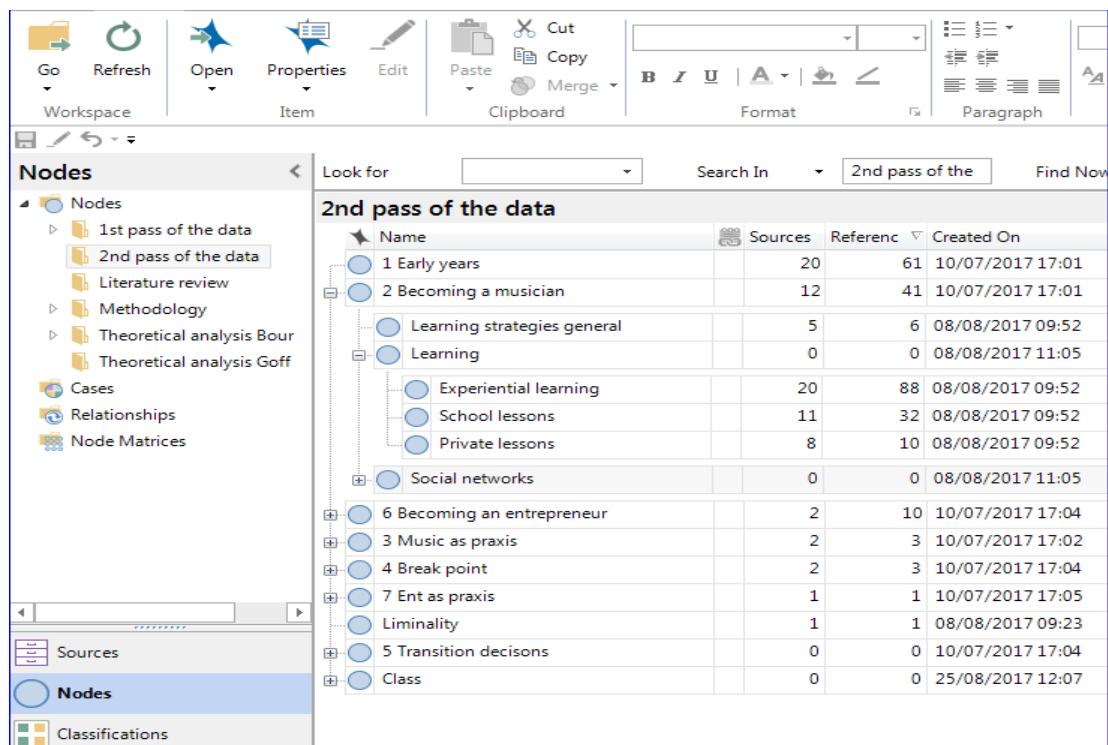 Go Refresh Open Properties Edit Paste Cut
Copy
Merge
B I U A
Workspace Item Clipboard Format Paragraph
Nodes
Look for Search In 2nd pass of the Find Now
Nodes
1st pass of the data
2nd pass of the data
Literature review
Methodology
Theoretical analysis Bour
Theoretical analysis Goff
Cases
Relationships
Node Matrices
Sources
Nodes
Classifications
2nd pass of the data
Name Sources Referenc Created On
1 Early years 20 61 10/07/2017 17:01
2 Becoming a musician 12 41 10/07/2017 17:01
Learning strategies general 5 6 08/08/2017 09:52
Learning 0 0 08/08/2017 11:05
Experiential learning 20 88 08/08/2017 09:52
School lessons 11 32 08/08/2017 09:52
Private lessons 8 10 08/08/2017 09:52
Social networks 0 0 08/08/2017 11:05
6 Becoming an entrepreneur 2 10 10/07/2017 17:04
3 Music as praxis 2 3 10/07/2017 17:02
4 Break point 2 3 10/07/2017 17:04
7 Ent as praxis 1 1 10/07/2017 17:05
Liminality 1 1 08/08/2017 09:23
5 Transition decisons 0 0 10/07/2017 17:04
Class 0 0 25/08/2017 12:07